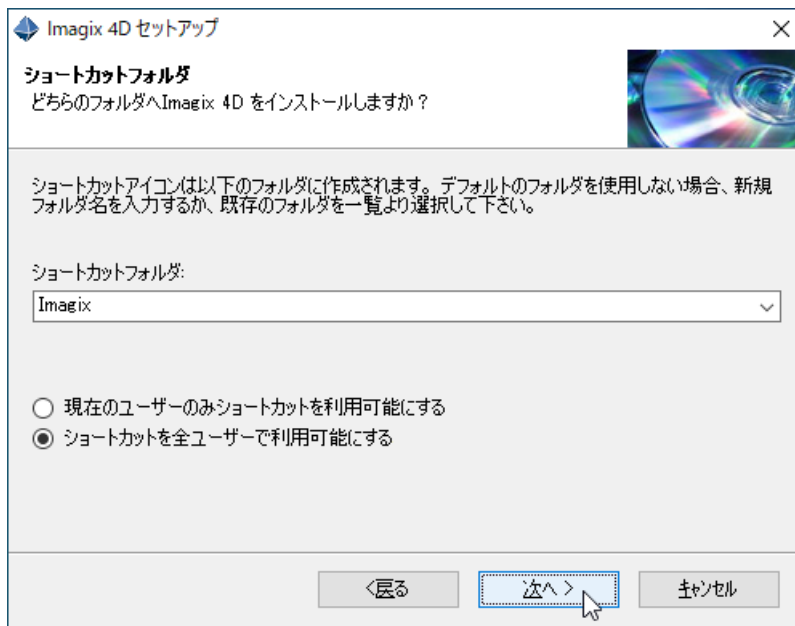 Imagix 4D セットアップ
ショートカットフォルダ
どちらのフォルダへImagix 4D をインストールしますか？
ショートカットアイコンは以下のフォルダに作成されます。デフォルトのフォルダを使用しない場合、新規
フォルダ名を入力するか、既存のフォルダを一覧より選択して下さい。
ショートカットフォルダ:
Imagix
現在のユーザーのみショートカットを利用可能にする
ショートカットを全ユーザーで利用可能にする
<戻る
次へ >
キャンセル